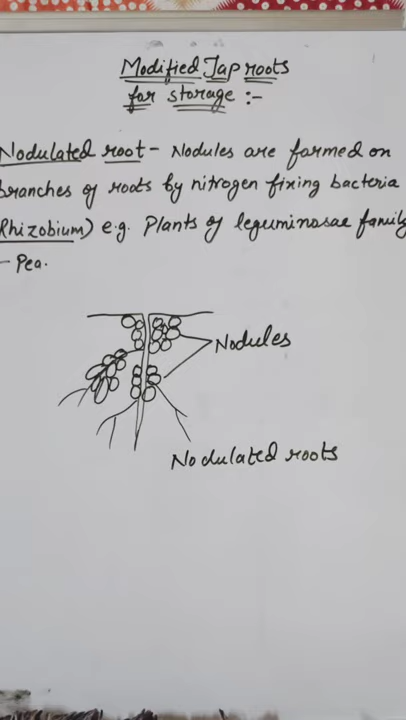 Modified Tap roots
for storage :-
Nodulated root - Nodules are formed on
branches of roots by nitrogen fixing bacteria
Rhizobium) e.g. Plants of leguminosae family
- Pea.
Nodules
Nodulated roots